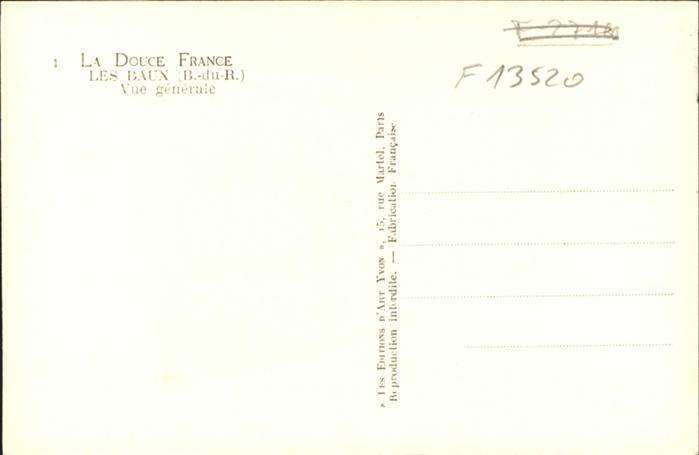 1 LA DOUCE FRANCE
LES BAUX (B.-du-R.)
Vue générale
F 13520
« LES EDITIONS D'ART YVON », 15, rue Martel, Paris
Reproduction interdite. — Fabrication Française.